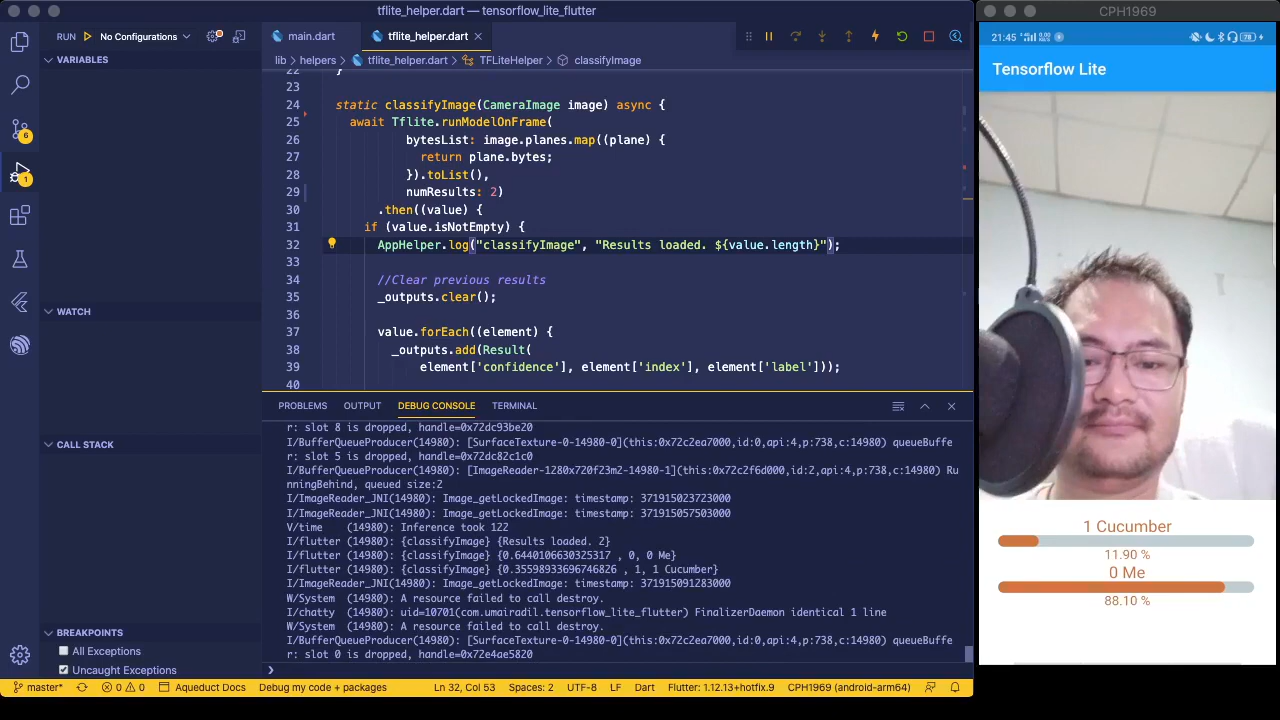 tflite_helper.dart — tensorflow_lite_flutter
RUN No Configurations
main.dart
tflite_helper.dart
lib > helpers > tflite_helper.dart > TFLiteHelper > classifyImage
VARIABLES
WATCH
CALL STACK
BREAKPOINTS
All Exceptions
Uncaught Exceptions
6
1
22 }
23
24 static classifyImage(CameraImage image) async {
25 await Tflite.runModelOnFrame(
26 bytesList: image.planes.map((plane) {
27 return plane.bytes;
28 }).toList(),
29 numResults: 2)
30 .then((value) {
31 if (value.isNotEmpty) {
32 AppHelper.log("classifyImage", "Results loaded. ${value.length}");
33
34 //Clear previous results
35 _outputs.clear();
36
37 value.forEach((element) {
38 _outputs.add(Result(
39 element['confidence'], element['index'], element['label']));
40
PROBLEMS OUTPUT DEBUG CONSOLE TERMINAL
r: slot 8 is dropped, handle=0x72dc93be20
I/BufferQueueProducer(14980): [SurfaceTexture-0-14980-0](this:0x72c2ea7000,id:0,api:4,p:738,c:14980) queueBuffe
r: slot 5 is dropped, handle=0x72dc82c1c0
I/BufferQueueProducer(14980): [ImageReader-1280x720f23m2-14980-1](this:0x72c2f6d000,id:2,api:4,p:738,c:14980) Ru
nningBehind, queued size:2
I/ImageReader_JNI(14980): Image_getLockedImage: timestamp: 371915023723000
I/ImageReader_JNI(14980): Image_getLockedImage: timestamp: 371915057503000
V/time (14980): Inference took 122
I/flutter (14980): {classifyImage} {Results loaded. 2}
I/flutter (14980): {classifyImage} {0.6440106630325317 , 0, 0 Me}
I/flutter (14980): {classifyImage} {0.35598933696746826 , 1, 1 Cucumber}
I/ImageReader_JNI(14980): Image_getLockedImage: timestamp: 371915091283000
W/System (14980): A resource failed to call destroy.
I/chatty (14980): uid=10701(com.umairadil.tensorflow_lite_flutter) FinalizerDaemon identical 1 line
W/System (14980): A resource failed to call destroy.
I/BufferQueueProducer(14980): [SurfaceTexture-0-14980-0](this:0x72c2ea7000,id:0,api:4,p:738,c:14980) queueBuffe
r: slot 0 is dropped, handle=0x72e4ae5820
master* 0 0 Aqueduct Docs Debug my code + packages Ln 32, Col 53 Spaces: 2 UTF-8 LF Dart Flutter: 1.12.13+hotfix.9 CPH1969 (android-arm64)
CPH1969
21:45
Tensorflow Lite
1 Cucumber
11.90 %
0 Me
88.10 %